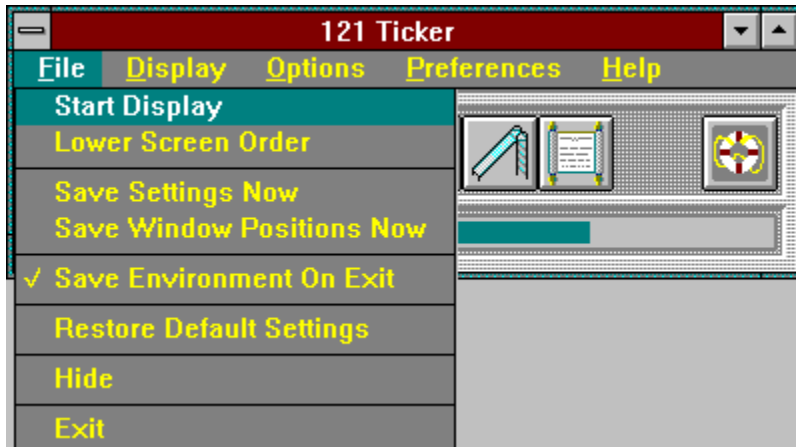 121 Ticker
File Display Options Preferences Help
Start Display
Lower Screen Order
Save Settings Now
Save Window Positions Now
√ Save Environment On Exit
Restore Default Settings
Hide
Exit